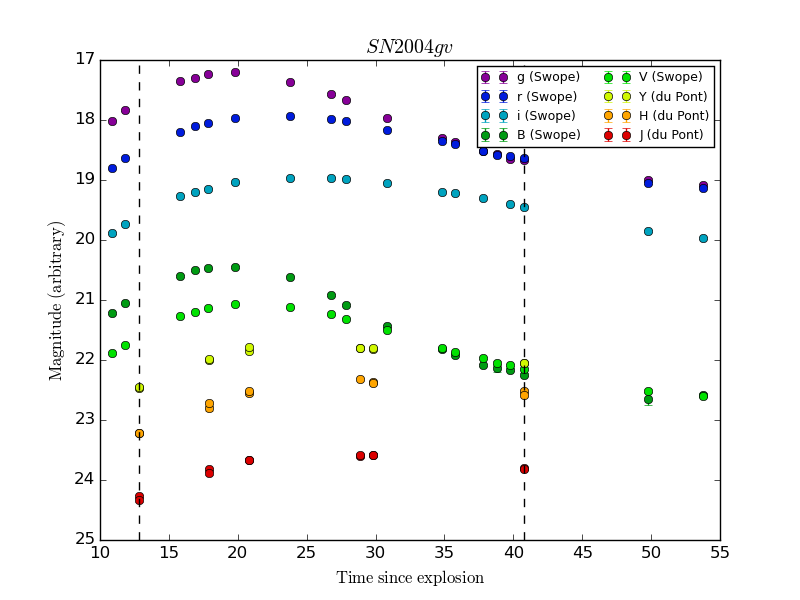 SN2004gv
17
18
19
20
21
22
23
24
25
Magnitude (arbitrary)
g (Swope)
r (Swope)
i (Swope)
B (Swope)
V (Swope)
Y (du Pont)
H (du Pont)
J (du Pont)
10 15 20 25 30 35 40 45 50 55
Time since explosion